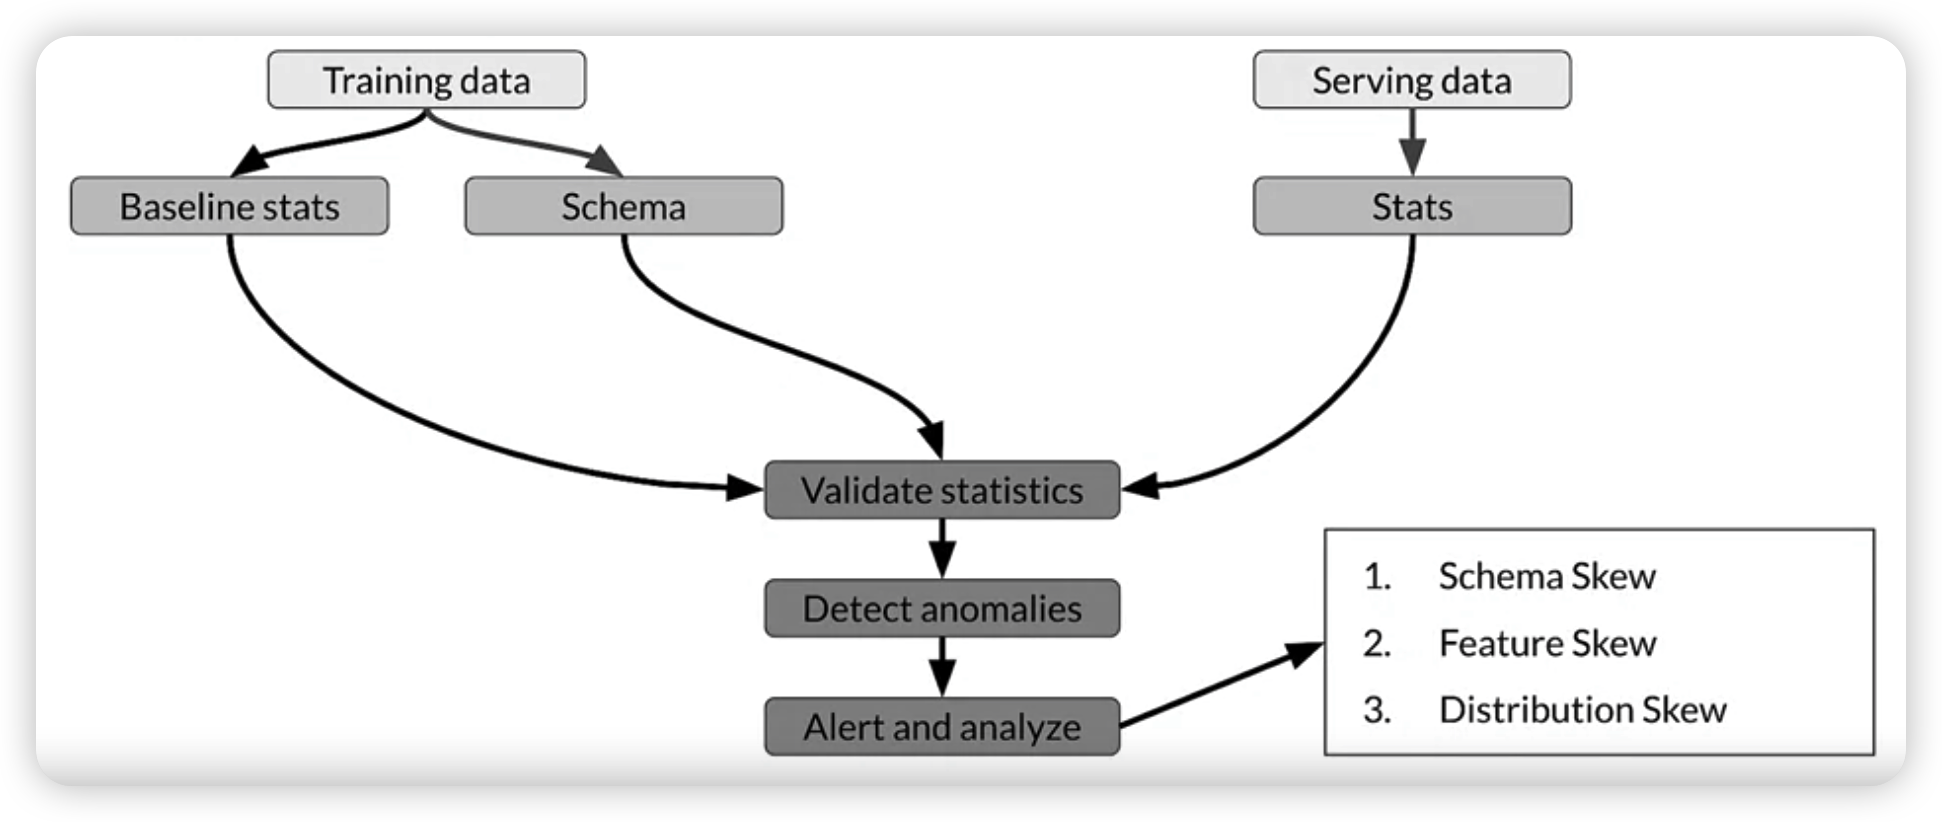 Training data
Serving data
Baseline stats
Schema
Stats
Validate statistics
Detect anomalies
Alert and analyze
1. Schema Skew
2. Feature Skew
3. Distribution Skew